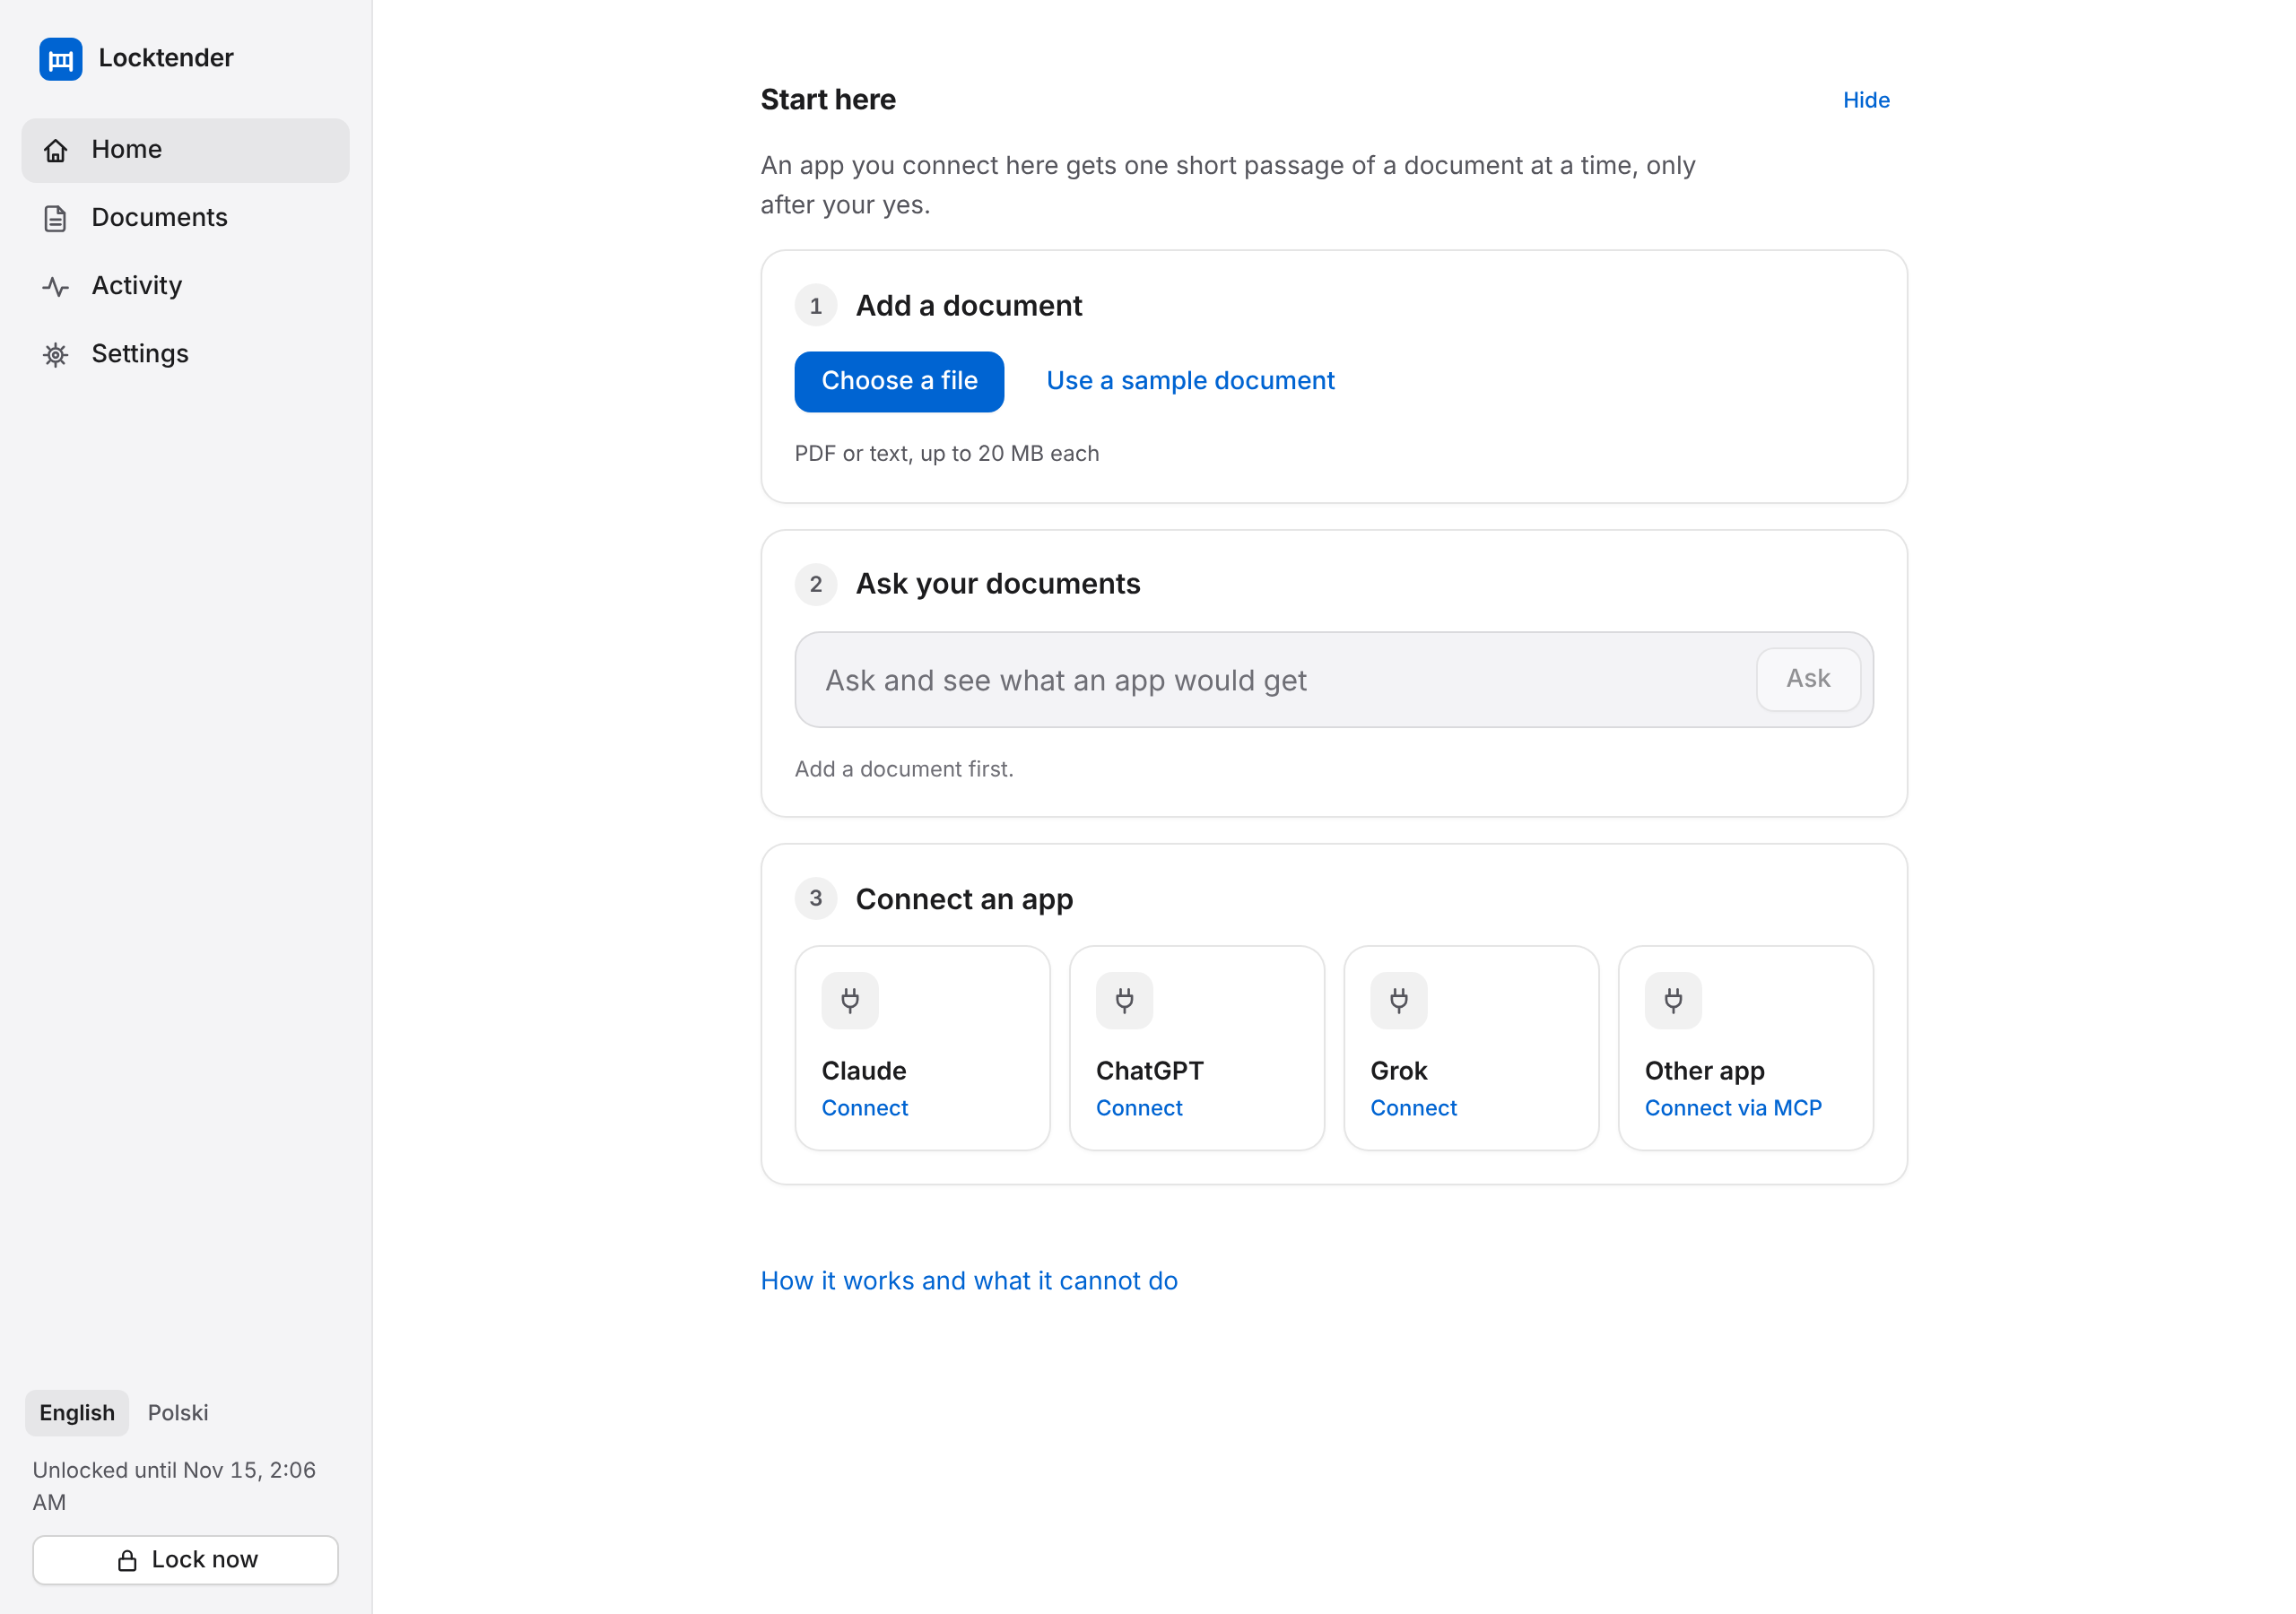 Locktender
Home
Documents
Activity
Settings
English
Polski
Unlocked until Nov 15, 2:06
AM
Lock now
Start here
Hide
An app you connect here gets one short passage of a document at a time, only
after your yes.
1
Add a document
Choose a file
Use a sample document
PDF or text, up to 20 MB each
2
Ask your documents
Ask and see what an app would get
Ask
Add a document first.
3
Connect an app
Claude
Connect
ChatGPT
Connect
Grok
Connect
Other app
Connect via MCP
How it works and what it cannot do